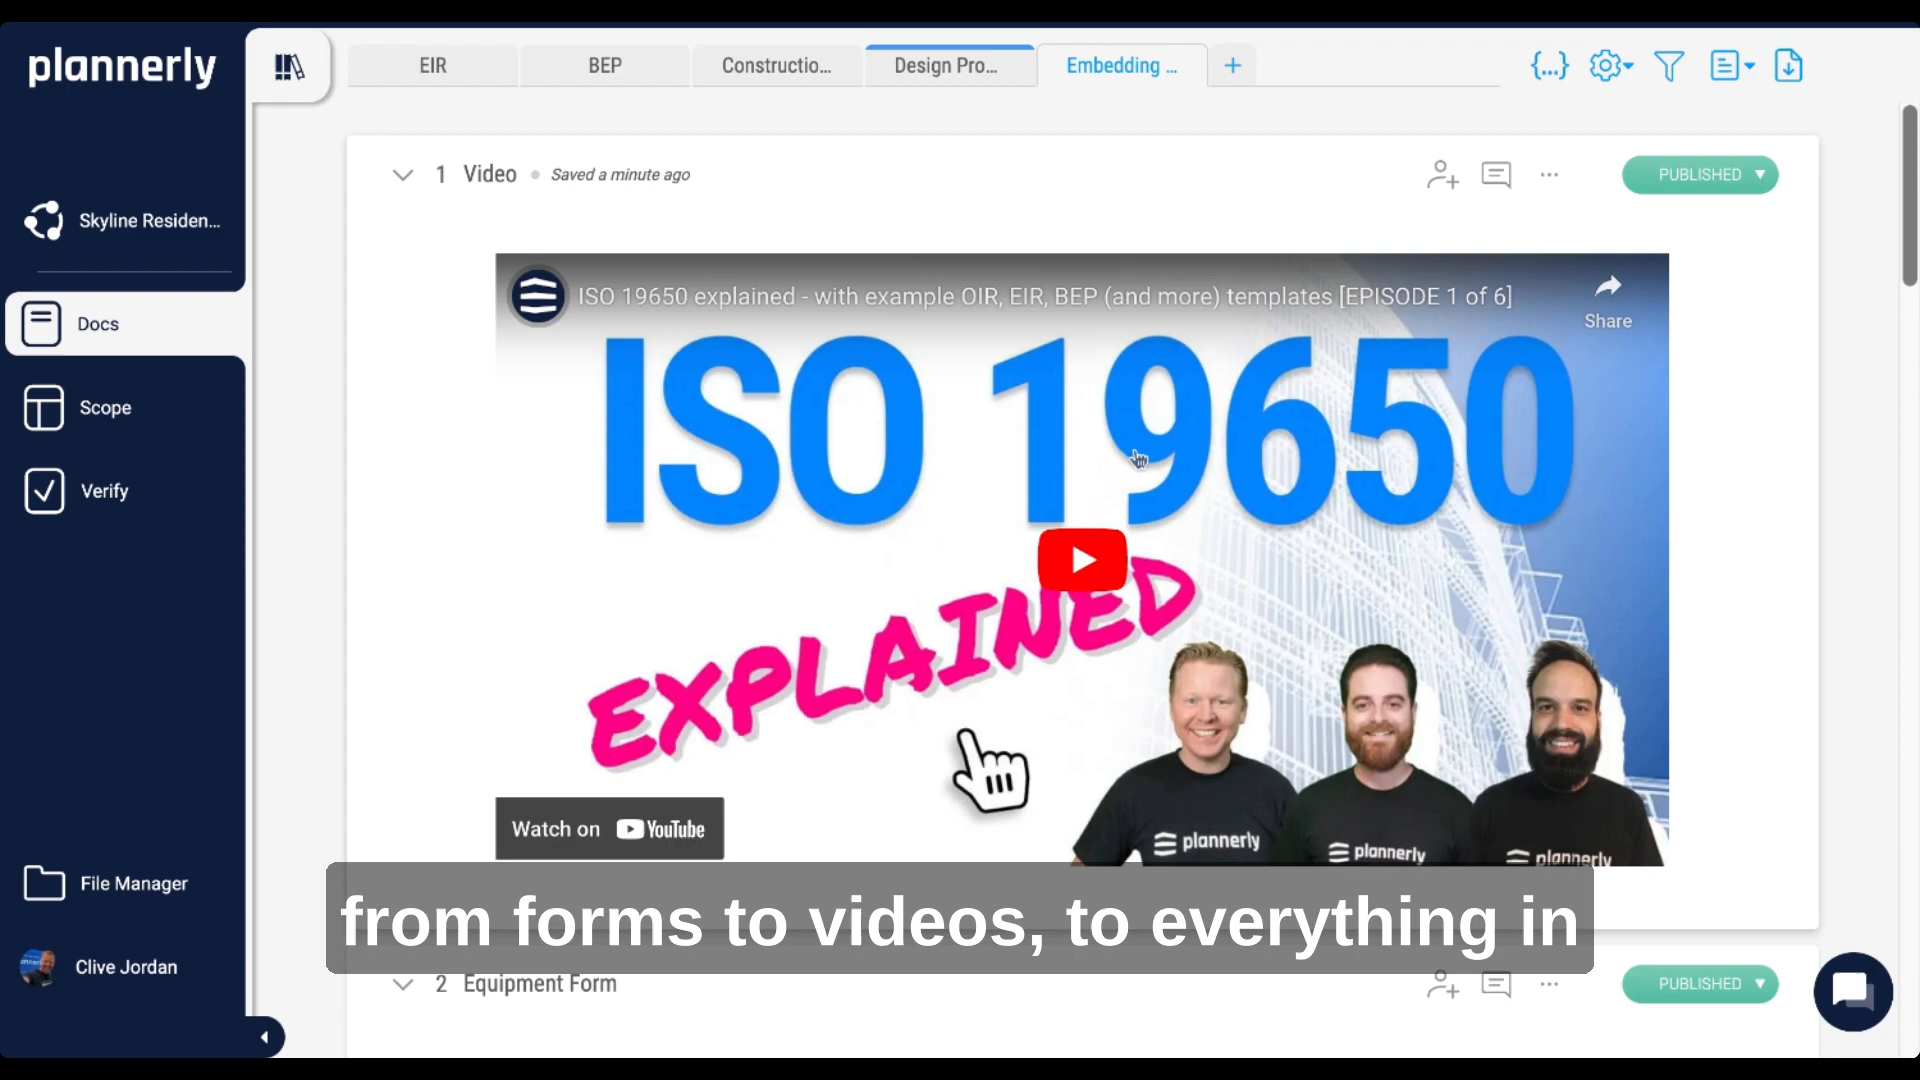 plannerly
EIR
BEP
Constructio...
Design Pro...
Embedding ...
+
{...}
1 Video
Saved a minute ago
PUBLISHED
Skyline Residen...
Docs
Scope
Verify
File Manager
Clive Jordan
ISO 19650 explained - with example OIR, EIR, BEP (and more) templates [EPISODE 1 of 6]
Share
ISO 19650
EXPLAINED
plannerly
plannerly
plannerly
Watch on YouTube
from forms to videos, to everything in
2 Equipment Form
PUBLISHED